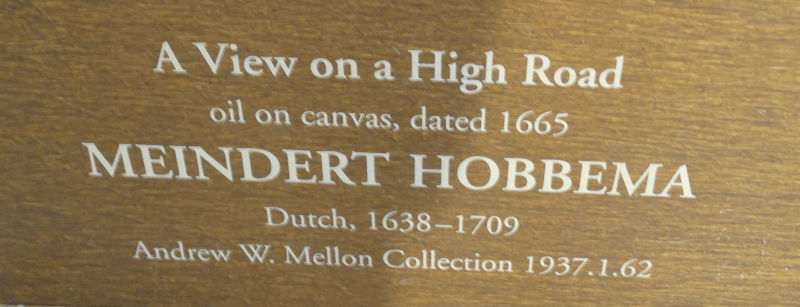 A View on a High Road
oil on canvas, dated 1665
MEINDERT HOBBEMA
Dutch, 1638–1709
Andrew W. Mellon Collection 1937.1.62